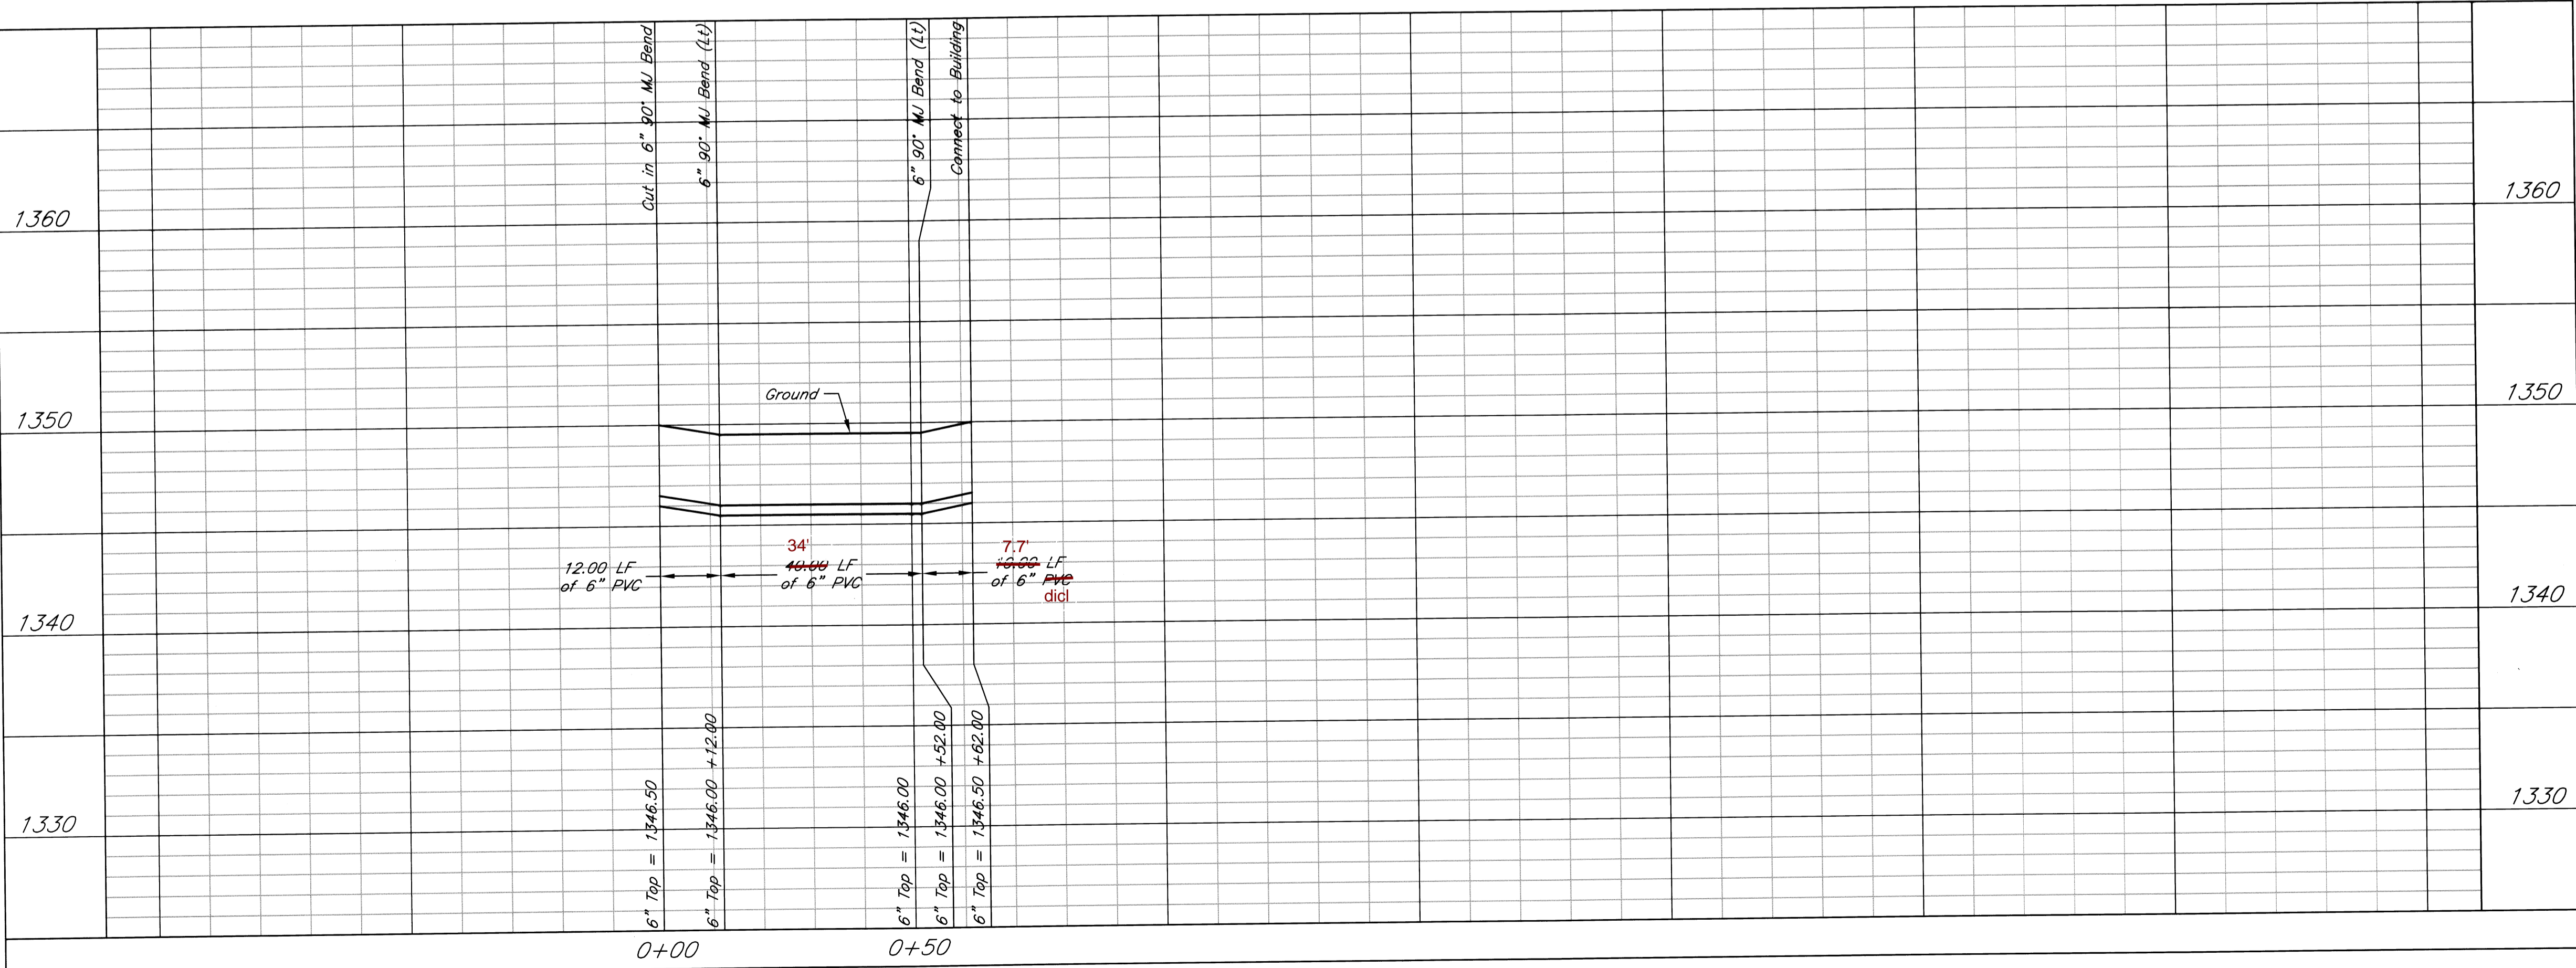 Cut in 6" 90° MJ Bend
6" 90° MJ Bend (Lt)
6" 90° MJ Bend (Lt)
Connect to Building
1360
1360
1350
1350
Ground
34'
7.7'
12.00 LF
of 6" PVC
40.00 LF
of 6" PVC
10.00 LF
of 6" PVC
dicl
1340
1340
1330
1330
6" Top = 1346.50
6" Top = 1346.00 +12.00
6" Top = 1346.00
6" Top = 1346.00 +52.00
6" Top = 1346.50 +62.00
0+00
0+50